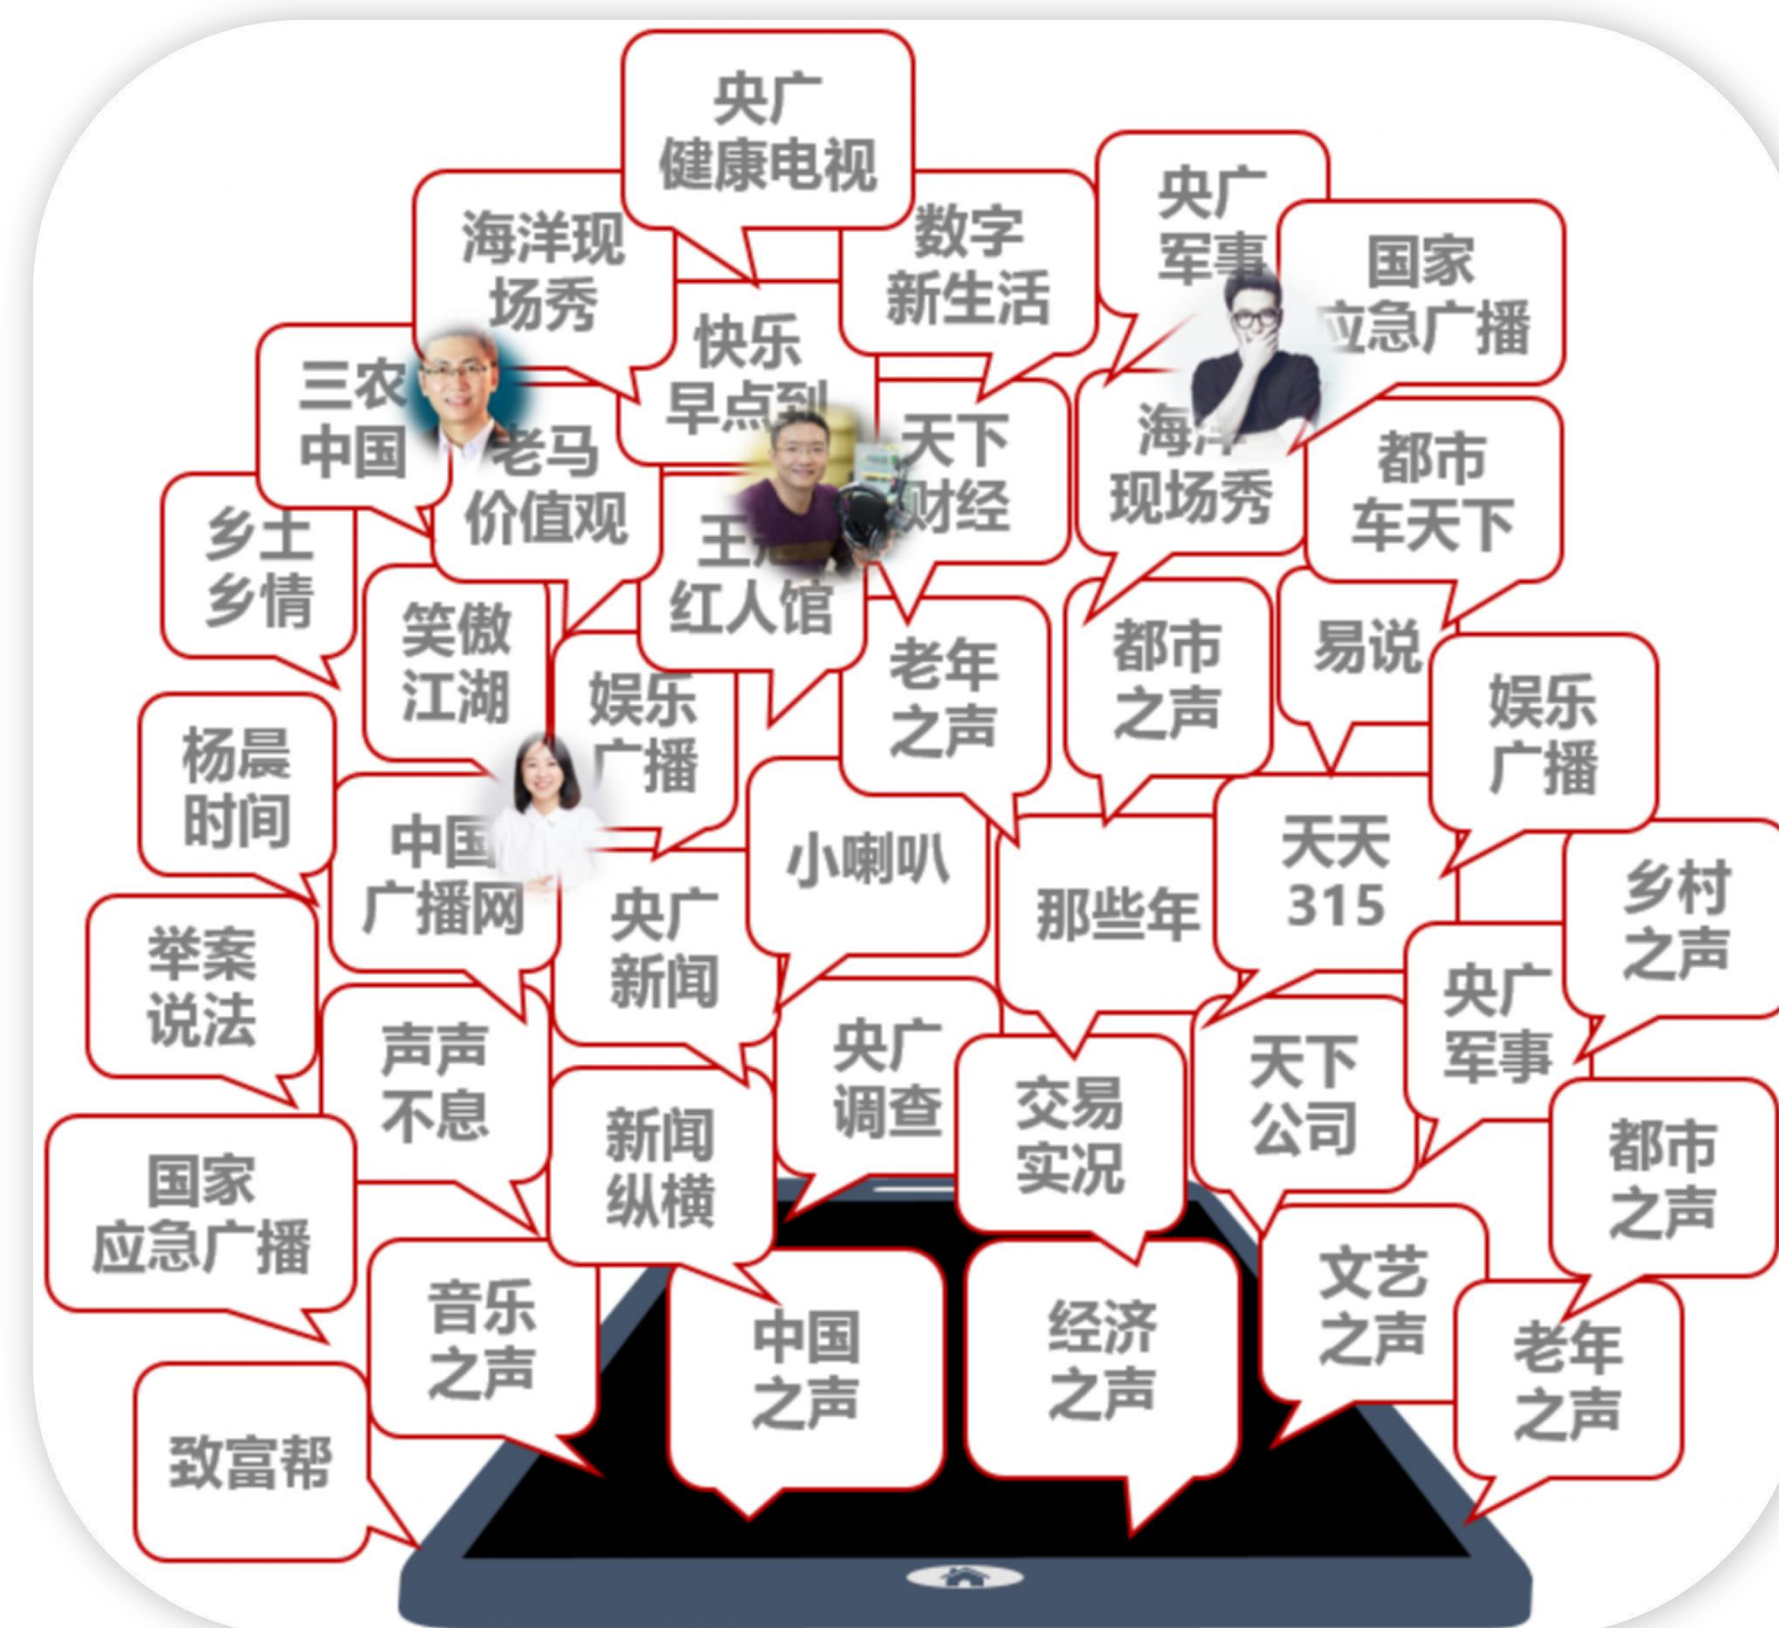 央广
健康电视
海洋现
场秀
数字
新生活
央广
军事
国家
应急广播
三农
中国
快乐
早点到
老马
价值观
天下
财经
海洋
现场秀
都市
车天下
乡土
乡情
王
红人馆
笑傲
江湖
娱乐
广播
老年
之声
都市
之声
易说
娱乐
广播
杨晨
时间
中国
广播网
小喇叭
那些年
天天
315
乡村
之声
举案
说法
央广
新闻
央广
军事
声声
不息
央广
调查
天下
公司
新闻
纵横
交易
实况
都市
之声
国家
应急广播
音乐
之声
中国
之声
经济
之声
文艺
之声
老年
之声
致富帮